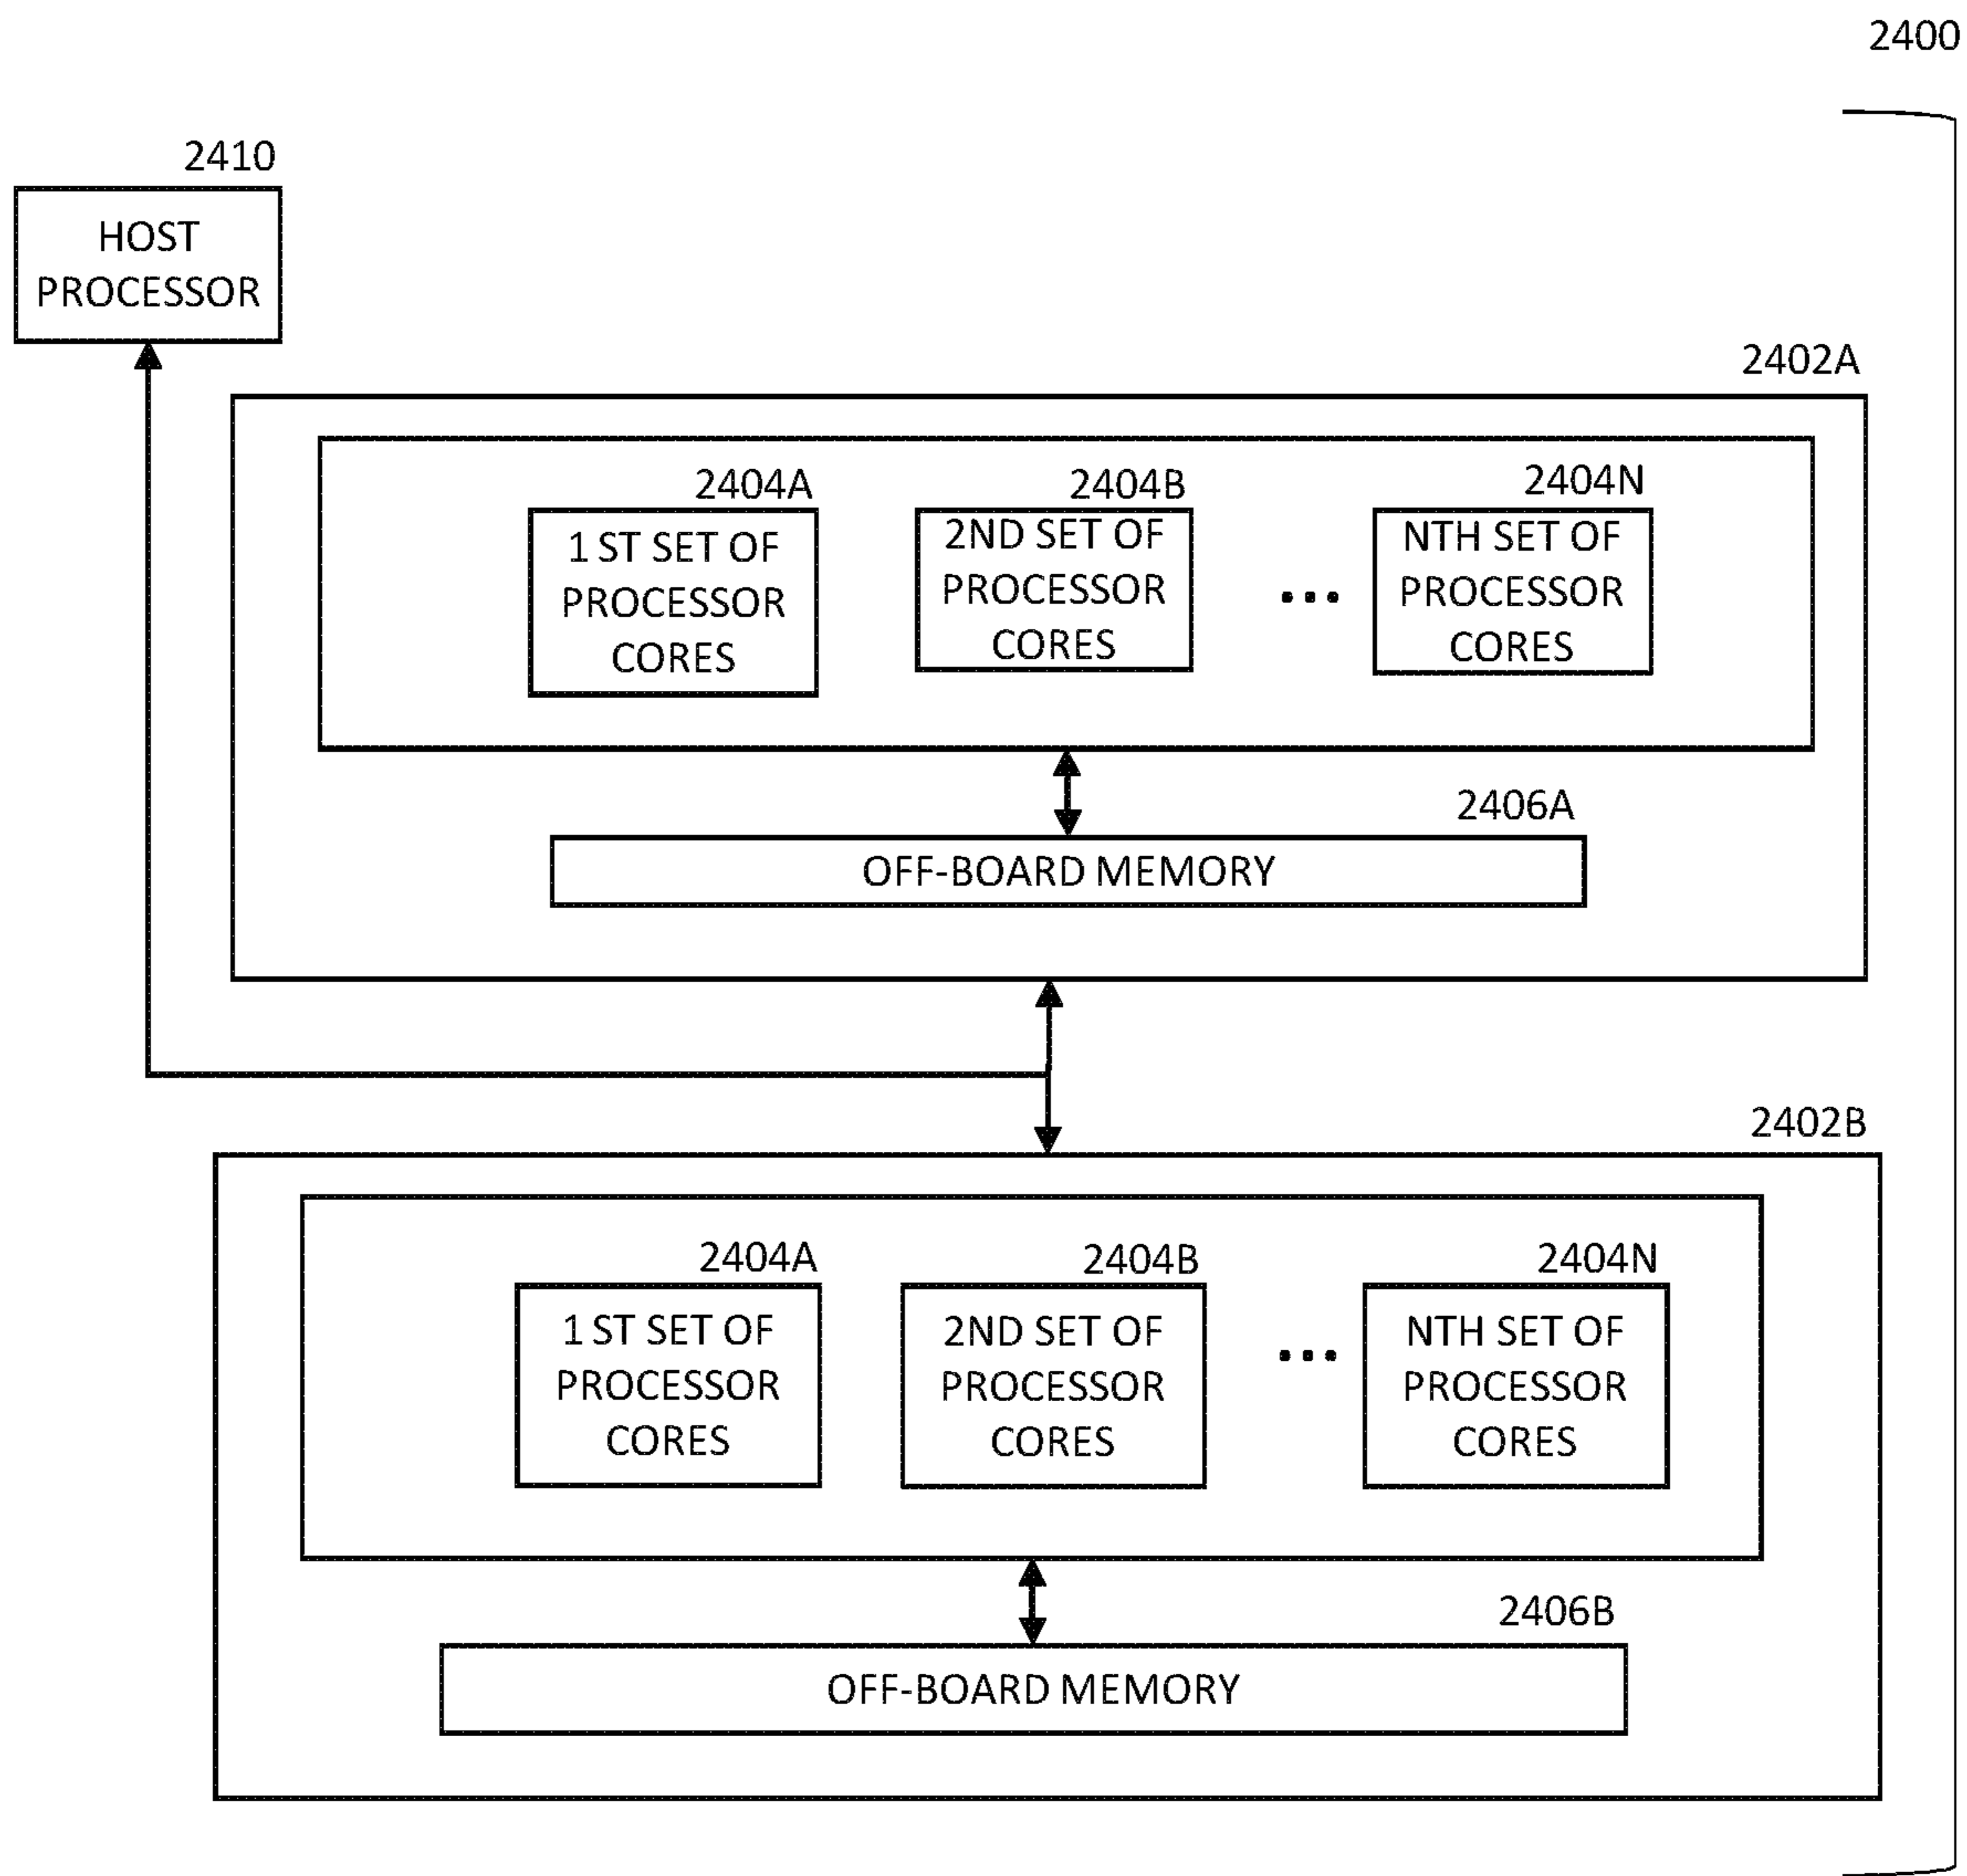 2400
2410
HOST
PROCESSOR
2402A
2404A
1 ST SET OF
PROCESSOR
CORES
2404B
2ND SET OF
PROCESSOR
CORES
...
2404N
NTH SET OF
PROCESSOR
CORES
2406A
OFF-BOARD MEMORY
2402B
2404A
1 ST SET OF
PROCESSOR
CORES
2404B
2ND SET OF
PROCESSOR
CORES
...
2404N
NTH SET OF
PROCESSOR
CORES
2406B
OFF-BOARD MEMORY